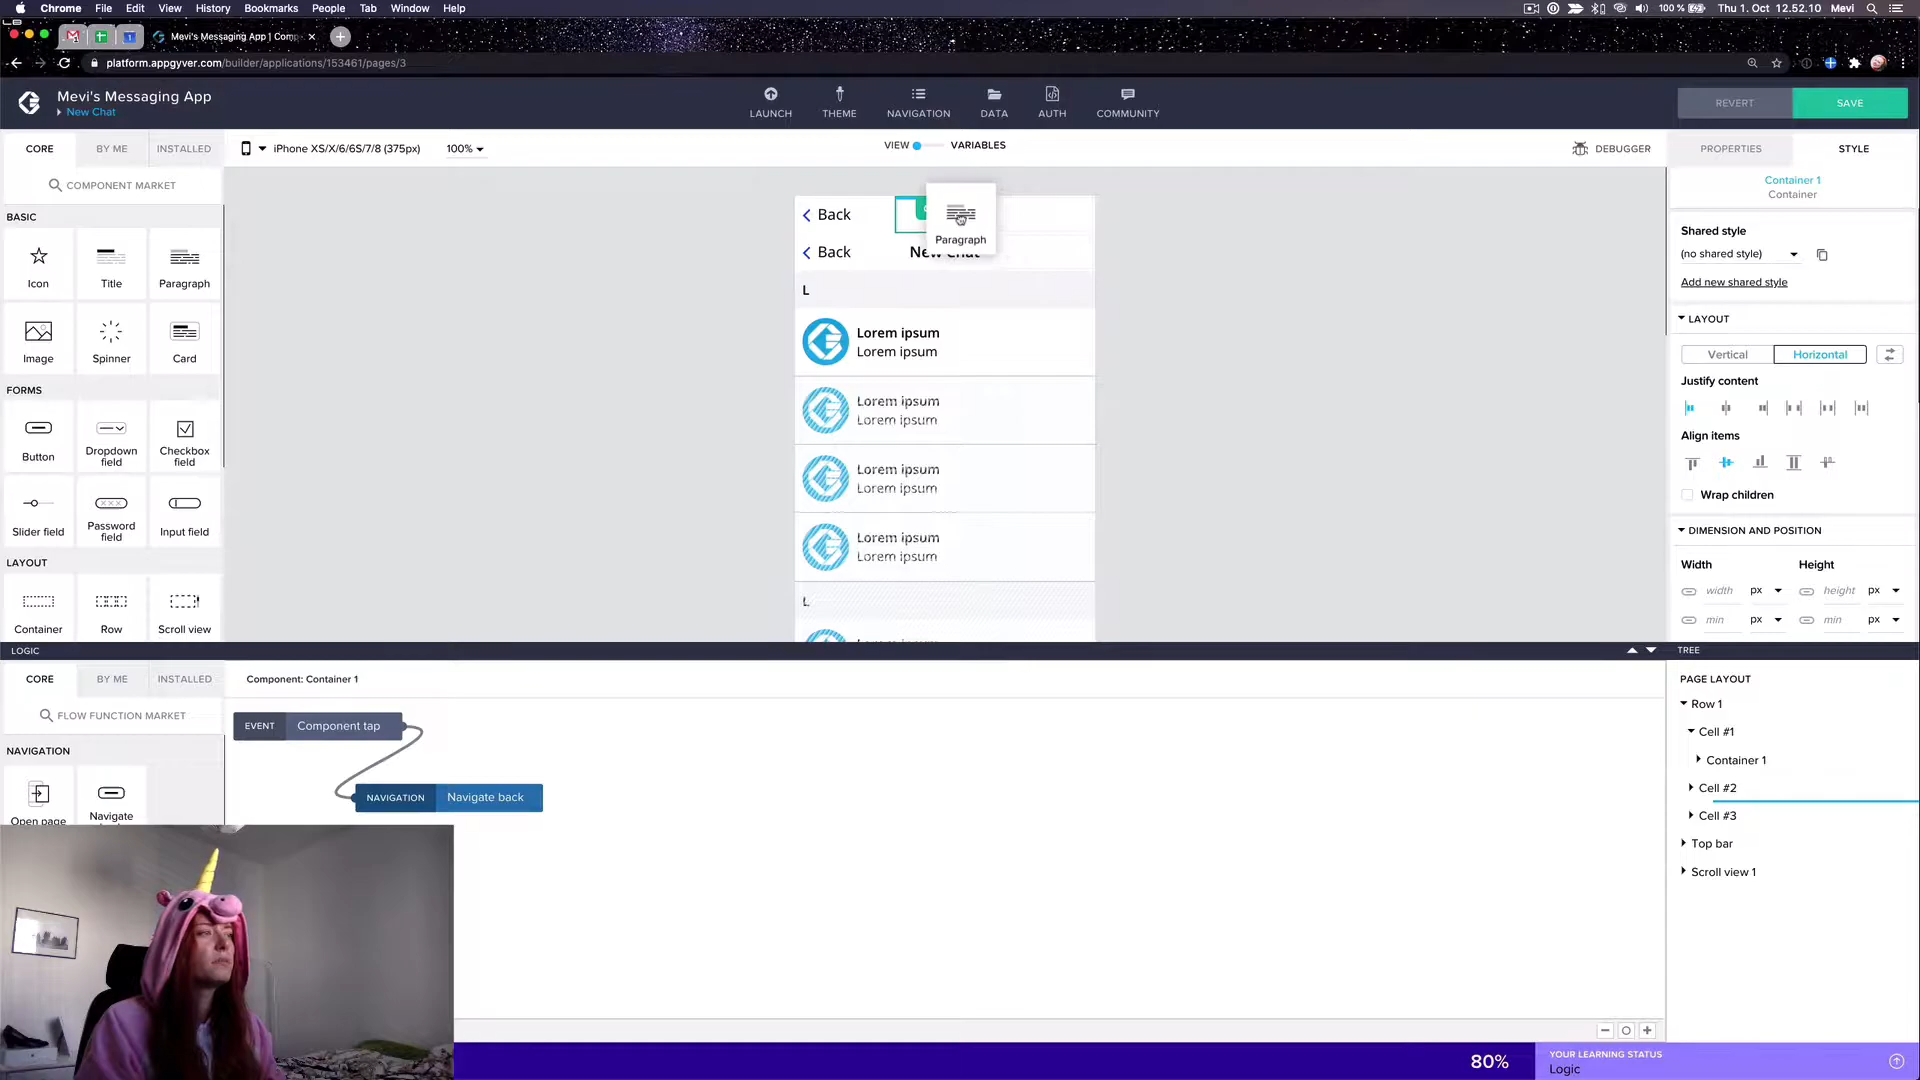 Chrome File Edit View History Bookmarks People Tab Window Help
100 % Thu 1. Oct 12.52.10 Mevi
Mevi's Messaging App | Comp
platform.appgyver.com/builder/applications/153461/pages/3
Mevi's Messaging App
New Chat
LAUNCH THEME NAVIGATION DATA AUTH COMMUNITY
REVERT SAVE
CORE BY ME INSTALLED
iPhone XS/X/6/6S/7/8 (375px) 100%
VIEW VARIABLES
DEBUGGER
PROPERTIES STYLE
COMPONENT MARKET
BASIC
Icon Title Paragraph
Image Spinner Card
FORMS
Button Dropdown field Checkbox field
Slider field Password field Input field
LAYOUT
Container Row Scroll view
Back
Paragraph
Back New Chat
L
Lorem ipsum
Lorem ipsum
Lorem ipsum
Lorem ipsum
Lorem ipsum
Lorem ipsum
Lorem ipsum
Lorem ipsum
L
Container 1
Container
Shared style
(no shared style)
Add new shared style
LAYOUT
Vertical Horizontal
Justify content
Align items
Wrap children
DIMENSION AND POSITION
Width Height
width px height px
min px min px
LOGIC
CORE BY ME INSTALLED
Component: Container 1
FLOW FUNCTION MARKET
NAVIGATION
Open page Navigate
EVENT Component tap
NAVIGATION Navigate back
TREE
PAGE LAYOUT
Row 1
Cell #1
Container 1
Cell #2
Cell #3
Top bar
Scroll view 1
80%
YOUR LEARNING STATUS
Logic